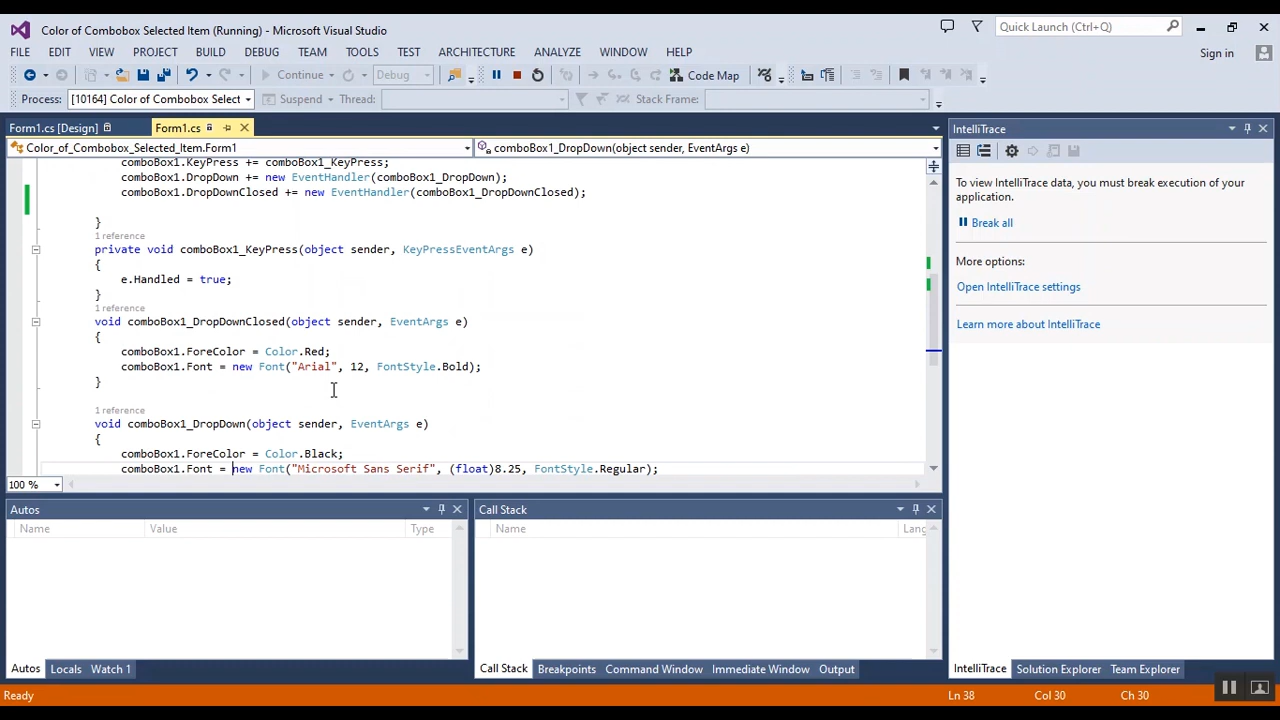 Color of Combobox Selected Item (Running) - Microsoft Visual Studio
Quick Launch (Ctrl+Q)
FILE EDIT VIEW PROJECT BUILD DEBUG TEAM TOOLS TEST ARCHITECTURE ANALYZE WINDOW HELP
Sign in
Continue Debug Code Map
Process: [10164] Color of Combobox Select Suspend Thread: Stack Frame:
Form1.cs [Design] Form1.cs
Color_of_Combobox_Selected_Item.Form1 comboBox1_DropDown(object sender, EventArgs e)
comboBox1.KeyPress += comboBox1_KeyPress;
comboBox1.DropDown += new EventHandler(comboBox1_DropDown);
comboBox1.DropDownClosed += new EventHandler(comboBox1_DropDownClosed);
}
1 reference
private void comboBox1_KeyPress(object sender, KeyPressEventArgs e)
{
e.Handled = true;
}
1 reference
void comboBox1_DropDownClosed(object sender, EventArgs e)
{
comboBox1.ForeColor = Color.Red;
comboBox1.Font = new Font("Arial", 12, FontStyle.Bold);
}
1 reference
void comboBox1_DropDown(object sender, EventArgs e)
{
comboBox1.ForeColor = Color.Black;
comboBox1.Font = new Font("Microsoft Sans Serif", (float)8.25, FontStyle.Regular);
100 %
IntelliTrace
To view IntelliTrace data, you must break execution of your
application.
Break all
More options:
Open IntelliTrace settings
Learn more about IntelliTrace
Autos
Name Value Type
Call Stack
Name Lang
Autos Locals Watch 1
Call Stack Breakpoints Command Window Immediate Window Output
IntelliTrace Solution Explorer Team Explorer
Ready Ln 38 Col 30 Ch 30